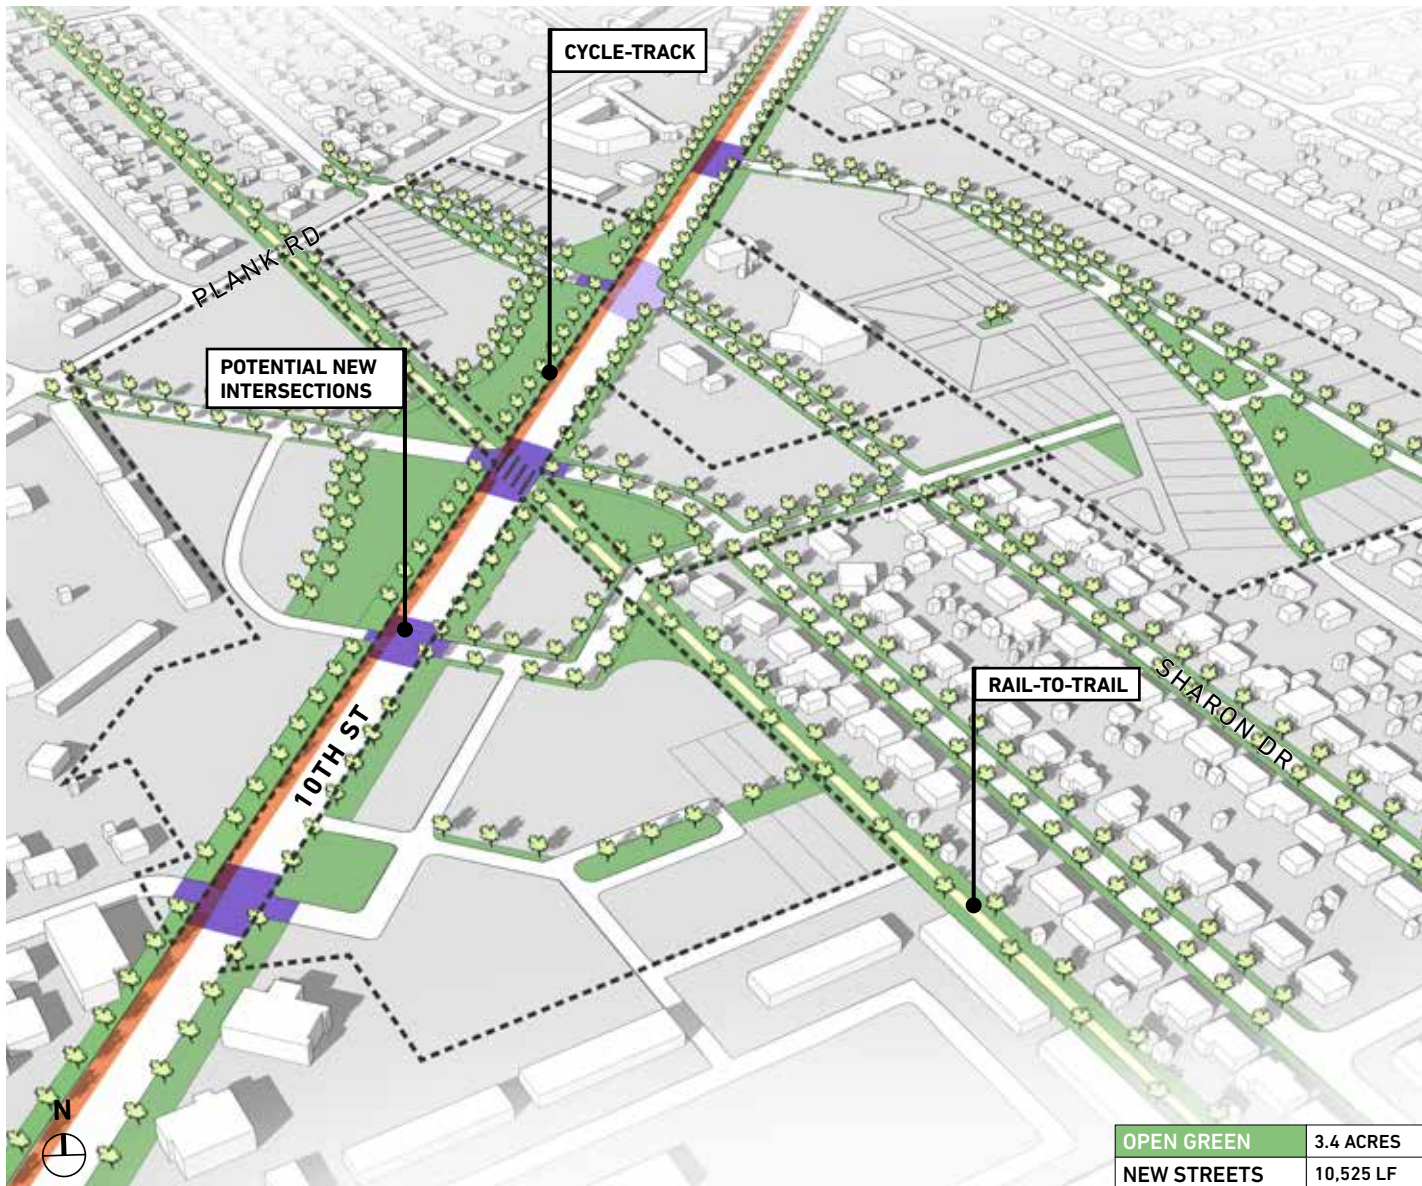 CYCLE-TRACK
PLANK RD
POTENTIAL NEW
INTERSECTIONS
RAIL-TO-TRAIL
SHARON DR
10TH ST
N
OPEN GREEN 3.4 ACRES
NEW STREETS 10,525 LF